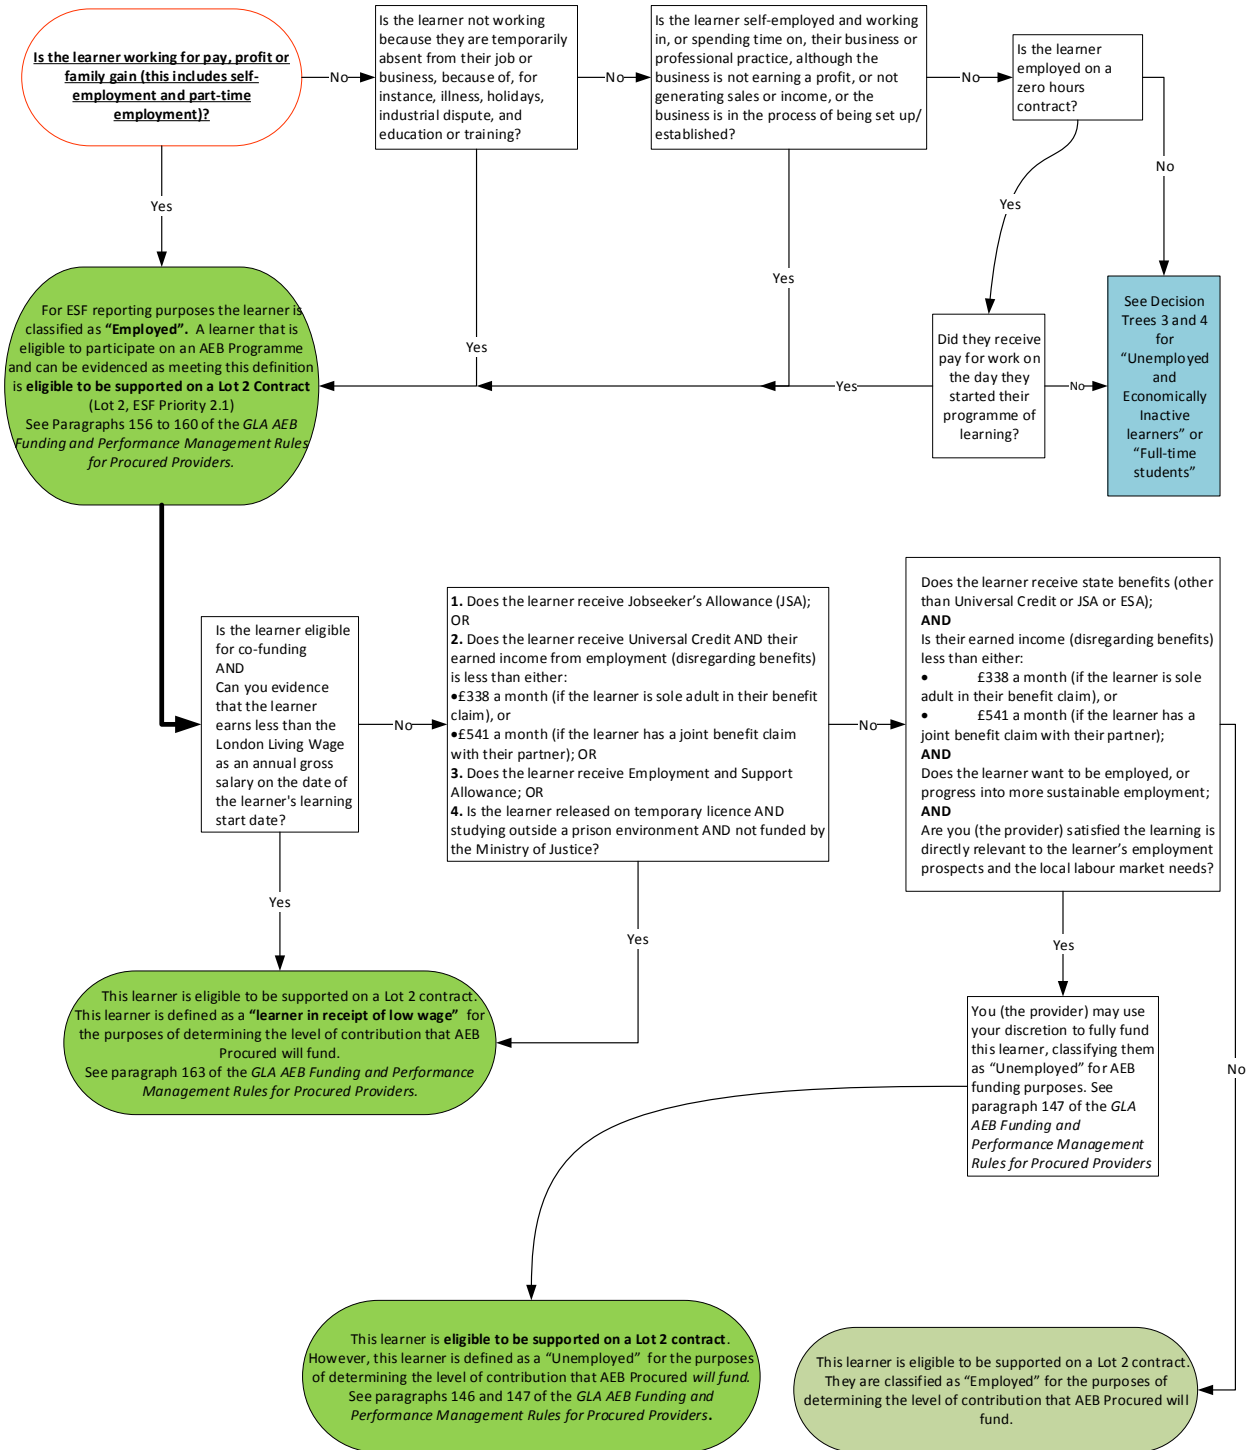 Is the learner working for pay, profit or
family gain (this includes self-
employment and part-time
employment)?
No
Is the learner not working
because they are temporarily
absent from their job or
business, because of, for
instance, illness, holidays,
industrial dispute, and
education or training?
No
Is the learner self-employed and working
in, or spending time on, their business or
professional practice, although the
business is not earning a profit, or not
generating sales or income, or the
business is in the process of being set up/
established?
No
Is the learner
employed on a
zero hours
contract?
No
Yes
Yes
Yes
Yes
For ESF reporting purposes the learner is
classified as “Employed”. A learner that is
eligible to participate on an AEB Programme
and can be evidenced as meeting this definition
is eligible to be supported on a Lot 2 Contract
(Lot 2, ESF Priority 2.1)
See Paragraphs 156 to 160 of the GLA AEB
Funding and Performance Management Rules
for Procured Providers.
Yes
Did they receive
pay for work on
the day they
started their
programme of
learning?
No
See Decision
Trees 3 and 4
for
“Unemployed
and
Economically
Inactive
learners” or
“Full-time
students”
Is the learner eligible
for co-funding
AND
Can you evidence
that the learner
earns less than the
London Living Wage
as an annual gross
salary on the date of
the learner's learning
start date?
No
1. Does the learner receive Jobseeker’s Allowance (JSA);
OR
2. Does the learner receive Universal Credit AND their
earned income from employment (disregarding benefits)
is less than either:
•£338 a month (if the learner is sole adult in their benefit
claim), or
•£541 a month (if the learner has a joint benefit claim
with their partner); OR
3. Does the learner receive Employment and Support
Allowance; OR
4. Is the learner released on temporary licence AND
studying outside a prison environment AND not funded by
the Ministry of Justice?
No
Does the learner receive state benefits (other
than Universal Credit or JSA or ESA);
AND
Is their earned income (disregarding benefits)
less than either:
• £338 a month (if the learner is sole
adult in their benefit claim), or
• £541 a month (if the learner has a
joint benefit claim with their partner);
AND
Does the learner want to be employed, or
progress into more sustainable employment;
AND
Are you (the provider) satisfied the learning is
directly relevant to the learner’s employment
prospects and the local labour market needs?
Yes
Yes
Yes
No
This learner is eligible to be supported on a Lot 2 contract.
This learner is defined as a “learner in receipt of low wage” for
the purposes of determining the level of contribution that AEB
Procured will fund.
See paragraph 163 of the GLA AEB Funding and Performance
Management Rules for Procured Providers.
You (the provider) may use
your discretion to fully fund
this learner, classifying them
as “Unemployed” for AEB
funding purposes. See
paragraph 147 of the GLA
AEB Funding and
Performance Management
Rules for Procured Providers
This learner is eligible to be supported on a Lot 2 contract.
However, this learner is defined as a “Unemployed” for the purposes
of determining the level of contribution that AEB Procured will fund.
See paragraphs 146 and 147 of the GLA AEB Funding and
Performance Management Rules for Procured Providers.
This learner is eligible to be supported on a Lot 2 contract.
They are classified as “Employed” for the purposes of
determining the level of contribution that AEB Procured will
fund.